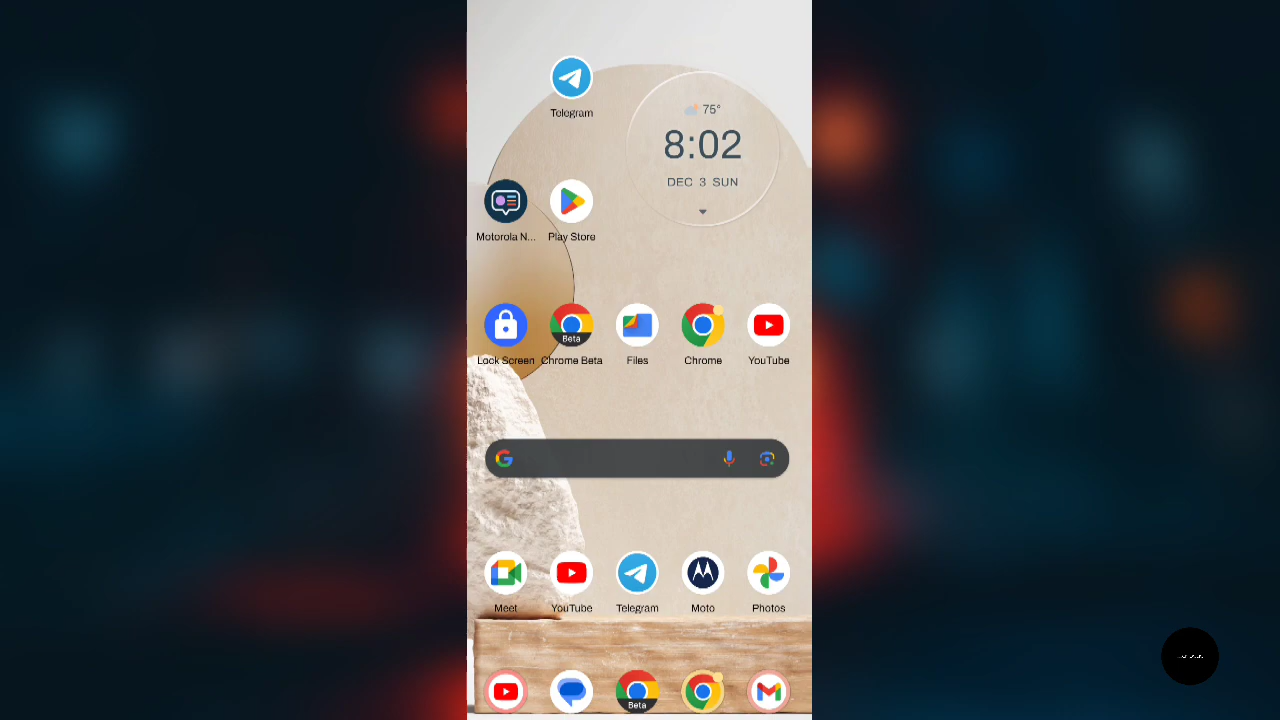 Telegram
75°
8:02
DEC 3 SUN
Motorola N...
Play Store
Beta
Lock Screen
Chrome Beta
Files
Chrome
YouTube
Meet
YouTube
Telegram
Moto
Photos
Beta